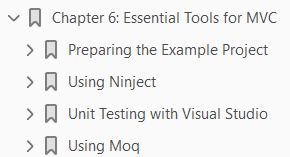 Chapter 6: Essential Tools for MVC
Preparing the Example Project
Using Ninject
Unit Testing with Visual Studio
Using Moq